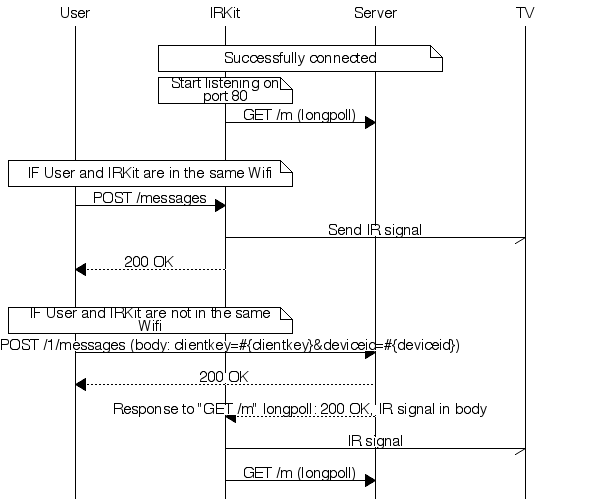 User IRKit Server TV
Successfully connected
Start listening on
port 80
GET /m (longpoll)
IF User and IRKit are in the same Wifi
POST /messages
Send IR signal
200 OK
IF User and IRKit are not in the same
Wifi
POST /1/messages (body: clientkey=#{clientkey}&deviceid=#{deviceid})
200 OK
Response to "GET /m" longpoll: 200 OK, IR signal in body
IR signal
GET /m (longpoll)